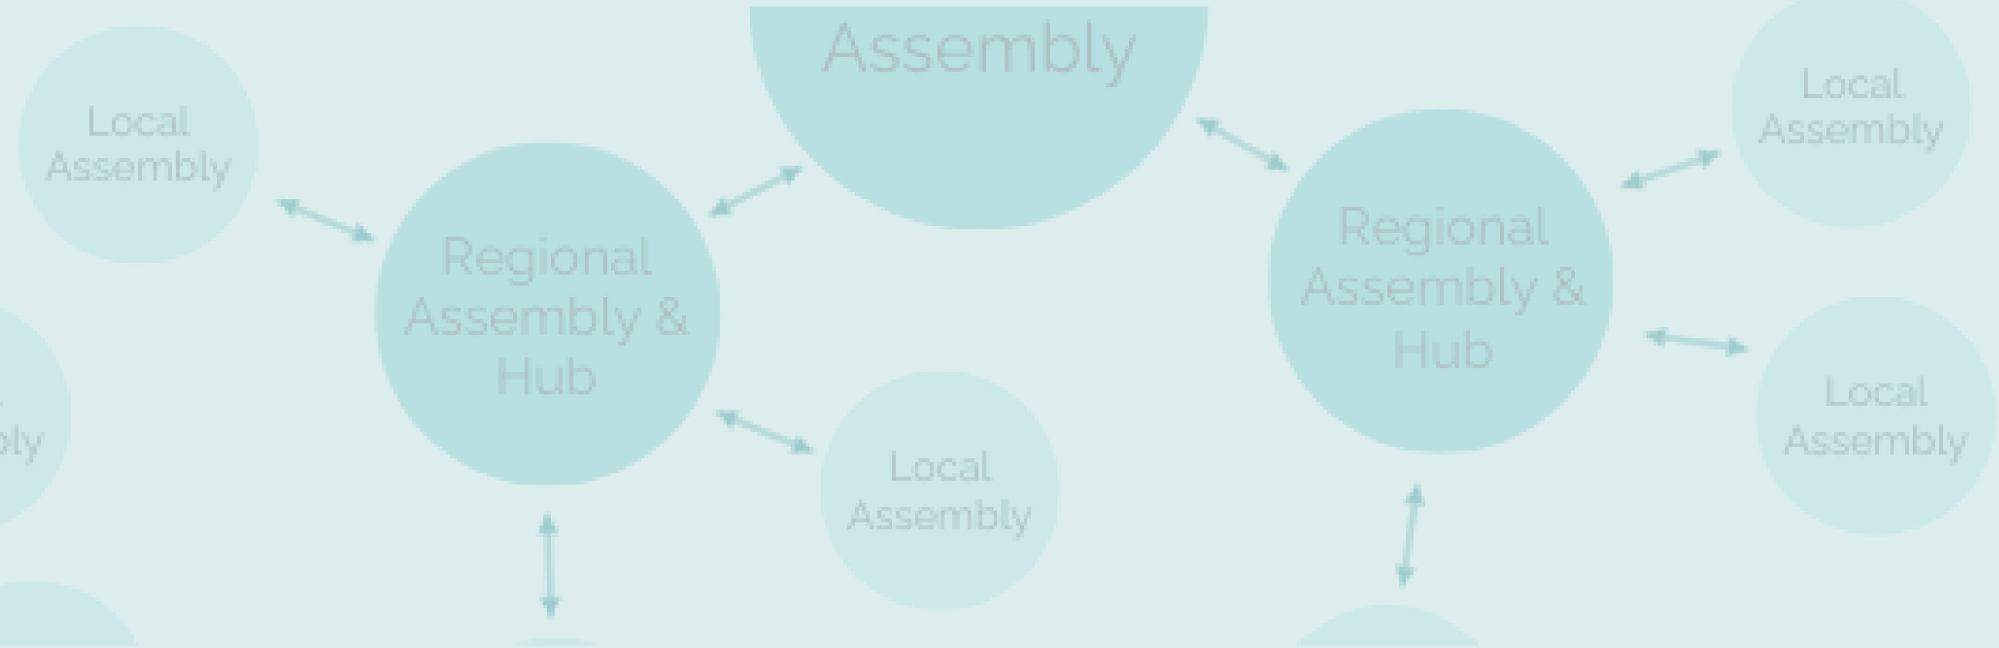 Assembly
Local
Assembly
Regional
Assembly &
Hub
Local
Assembly
Regional
Assembly &
Hub
Local
Assembly
Local
Assembly